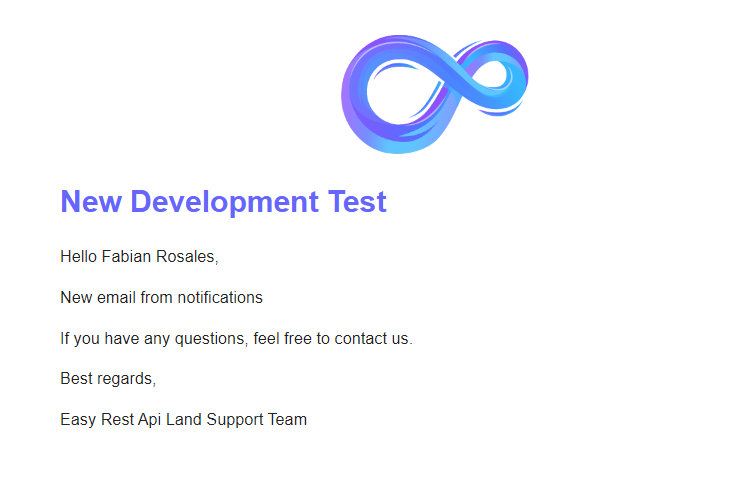 New Development Test
Hello Fabian Rosales,
New email from notifications
If you have any questions, feel free to contact us.
Best regards,
Easy Rest Api Land Support Team